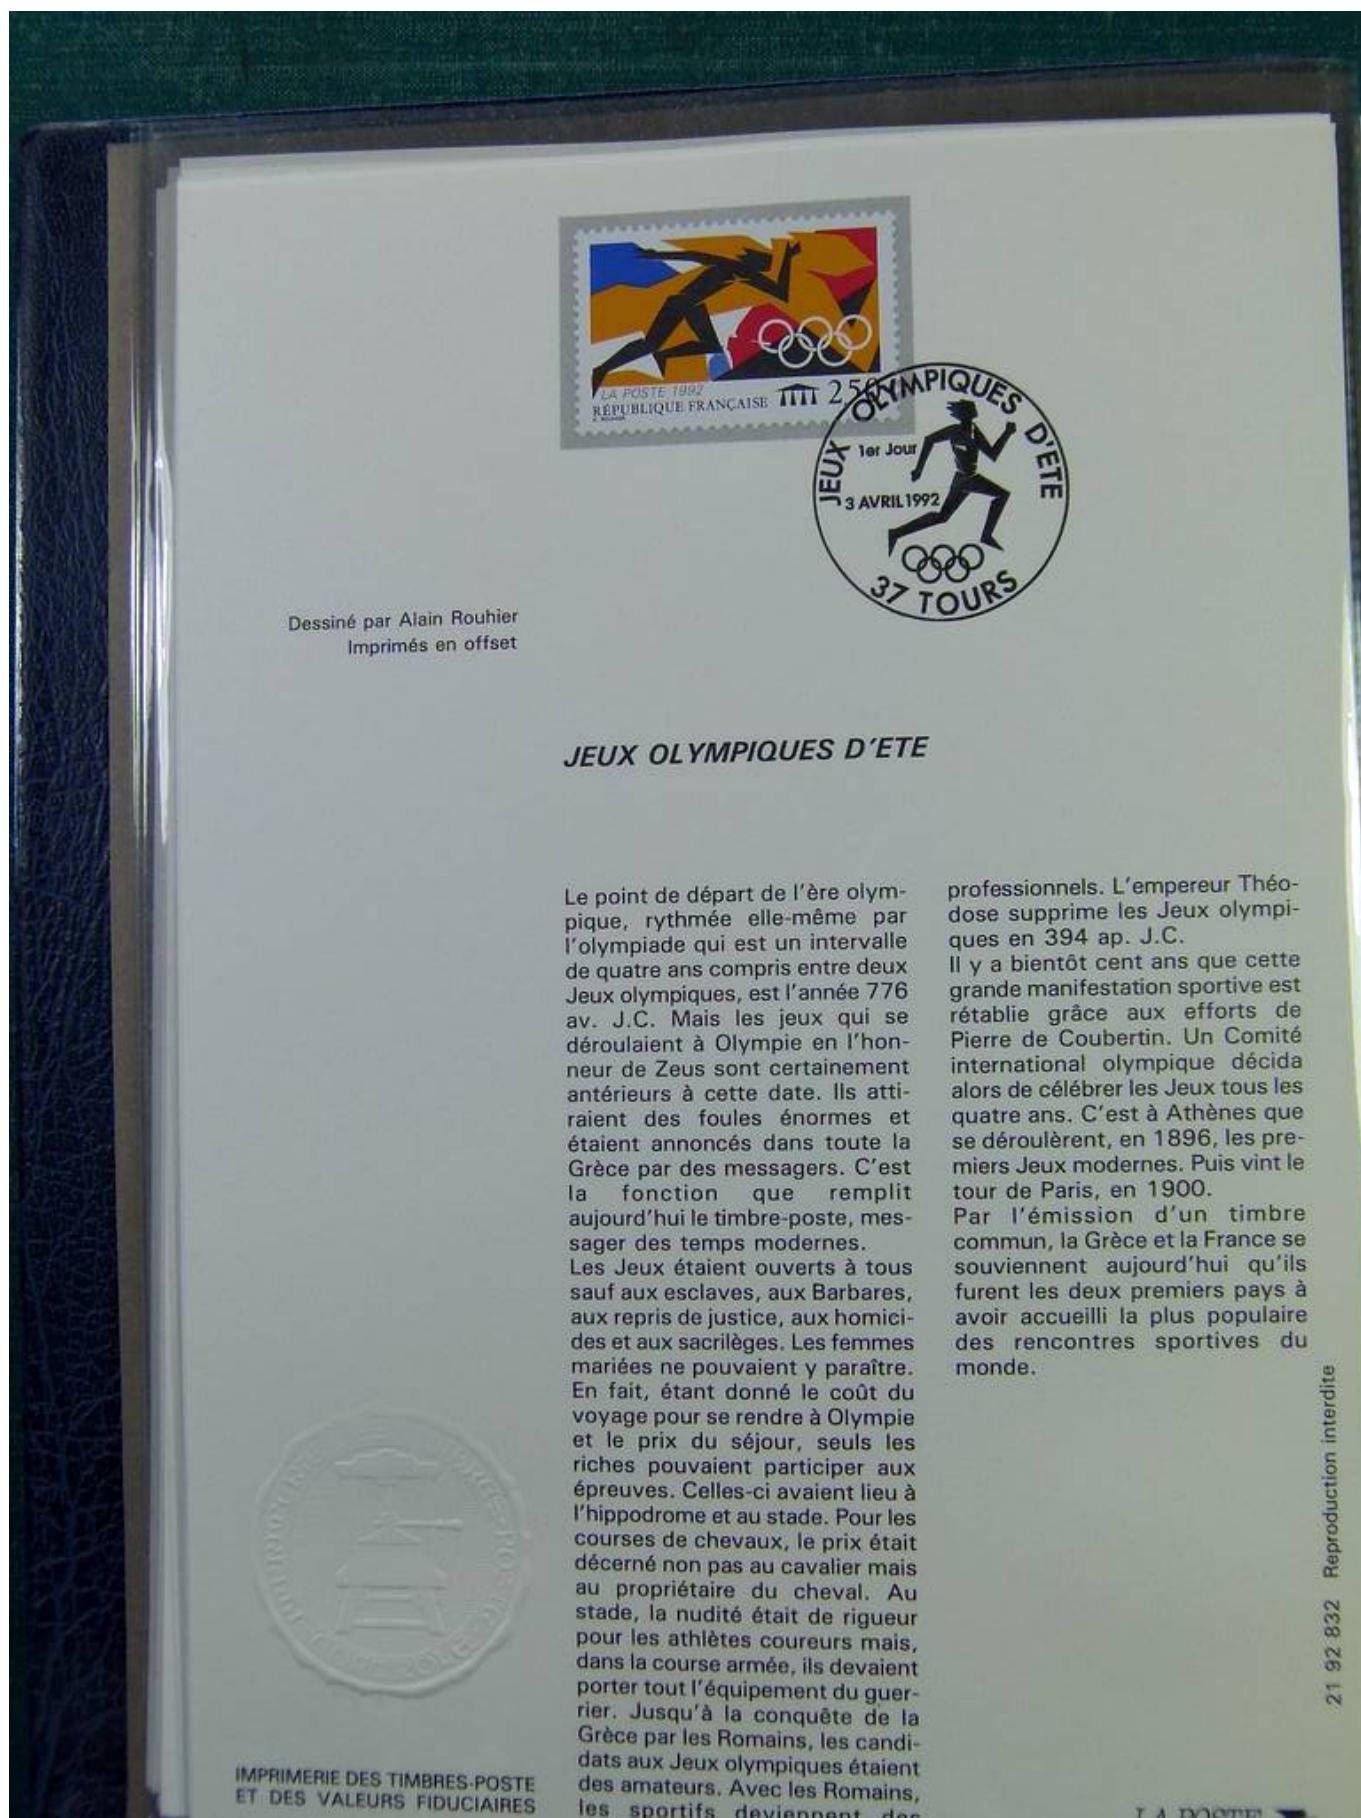 LA POSTE 1992
RÉPUBLIQUE FRANÇAISE 2,50
JEUX OLYMPIQUES D'ETE
1er Jour
3 AVRIL 1992
37 TOURS
Dessiné par Alain Rouhier
Imprimés en offset
JEUX OLYMPIQUES D'ETE
Le point de départ de l'ère olym-
pique, rythmée elle-même par
l'olympiade qui est un intervalle
de quatre ans compris entre deux
Jeux olympiques, est l'année 776
av. J.C. Mais les jeux qui se
déroulaient à Olympie en l'hon-
neur de Zeus sont certainement
antérieurs à cette date. Ils atti-
raient des foules énormes et
étaient annoncés dans toute la
Grèce par des messagers. C'est
la fonction que remplit
aujourd'hui le timbre-poste, mes-
sager des temps modernes.
Les Jeux étaient ouverts à tous
sauf aux esclaves, aux Barbares,
aux repris de justice, aux homici-
des et aux sacrilèges. Les femmes
mariées ne pouvaient y paraître.
En fait, étant donné le coût du
voyage pour se rendre à Olympie
et le prix du séjour, seuls les
riches pouvaient participer aux
épreuves. Celles-ci avaient lieu à
l'hippodrome et au stade. Pour les
courses de chevaux, le prix était
décerné non pas au cavalier mais
au propriétaire du cheval. Au
stade, la nudité était de rigueur
pour les athlètes coureurs mais,
dans la course armée, ils devaient
porter tout l'équipement du guer-
rier. Jusqu'à la conquête de la
Grèce par les Romains, les candi-
dats aux Jeux olympiques étaient
des amateurs. Avec les Romains,
les sportifs deviennent des
professionnels. L'empereur Théo-
dose supprime les Jeux olympi-
ques en 394 ap. J.C.
Il y a bientôt cent ans que cette
grande manifestation sportive est
rétablie grâce aux efforts de
Pierre de Coubertin. Un Comité
international olympique décida
alors de célébrer les Jeux tous les
quatre ans. C'est à Athènes que
se déroulèrent, en 1896, les pre-
miers Jeux modernes. Puis vint le
tour de Paris, en 1900.
Par l'émission d'un timbre
commun, la Grèce et la France se
souviennent aujourd'hui qu'ils
furent les deux premiers pays à
avoir accueilli la plus populaire
des rencontres sportives du
monde.
21 92 832 Reproduction interdite
IMPRIMERIE DES TIMBRES-POSTE
ET DES VALEURS FIDUCIAIRES
LA POSTE